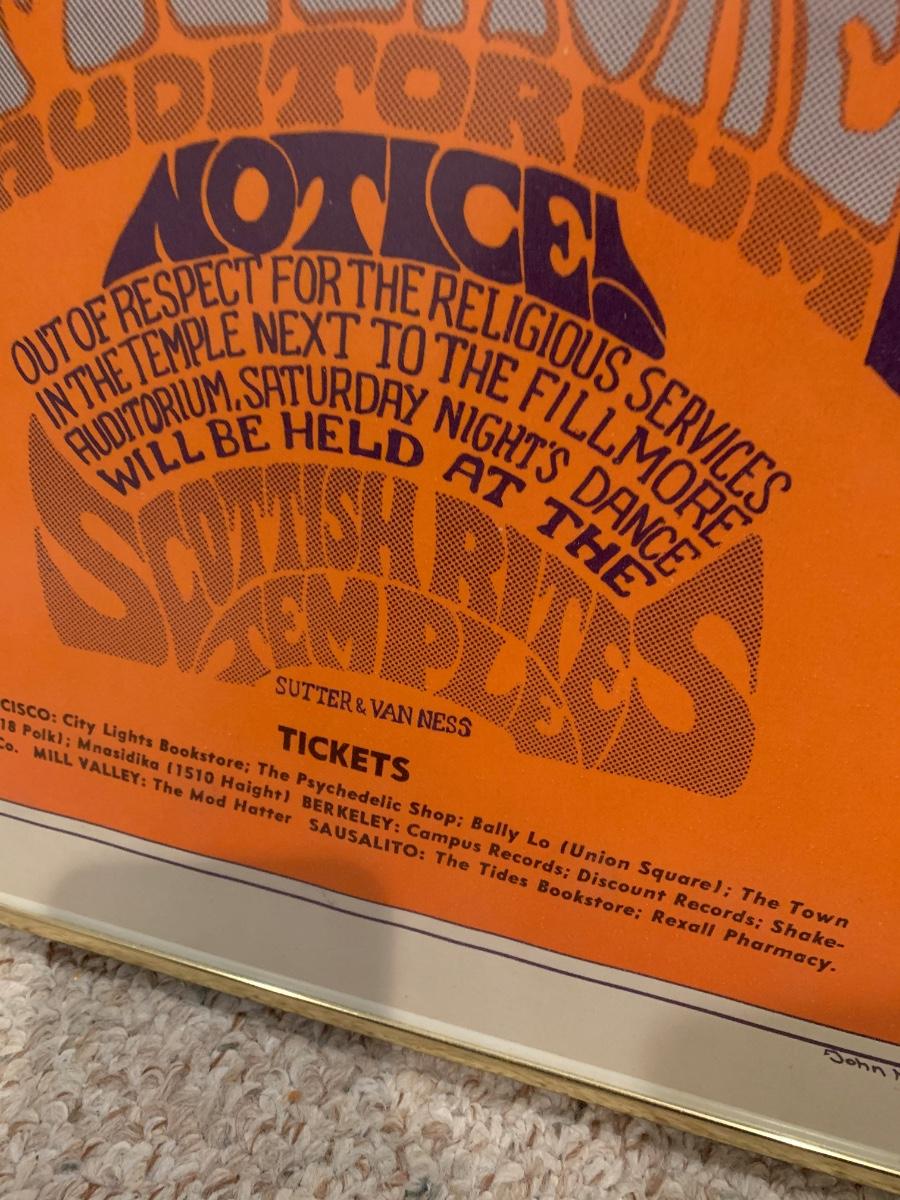 AUDITORIUM
NOTICE!
OUT OF RESPECT FOR THE RELIGIOUS SERVICES
IN THE TEMPLE NEXT TO THE FILLMORE
AUDITORIUM, SATURDAY NIGHT'S DANCE
WILL BE HELD AT THE
SCOTTISH RITES
TEMPLE
SUTTER & VAN NESS
TICKETS
CISCO: City Lights Bookstore; The Psychedelic Shop; Bally Lo (Union Square); The Town
18 Polk); Mnasidika (1510 Haight) BERKELEY: Campus Records; Discount Records; Shake-
Co. MILL VALLEY: The Mod Hatter SAUSALITO: The Tides Bookstore; Rexall Pharmacy.
John